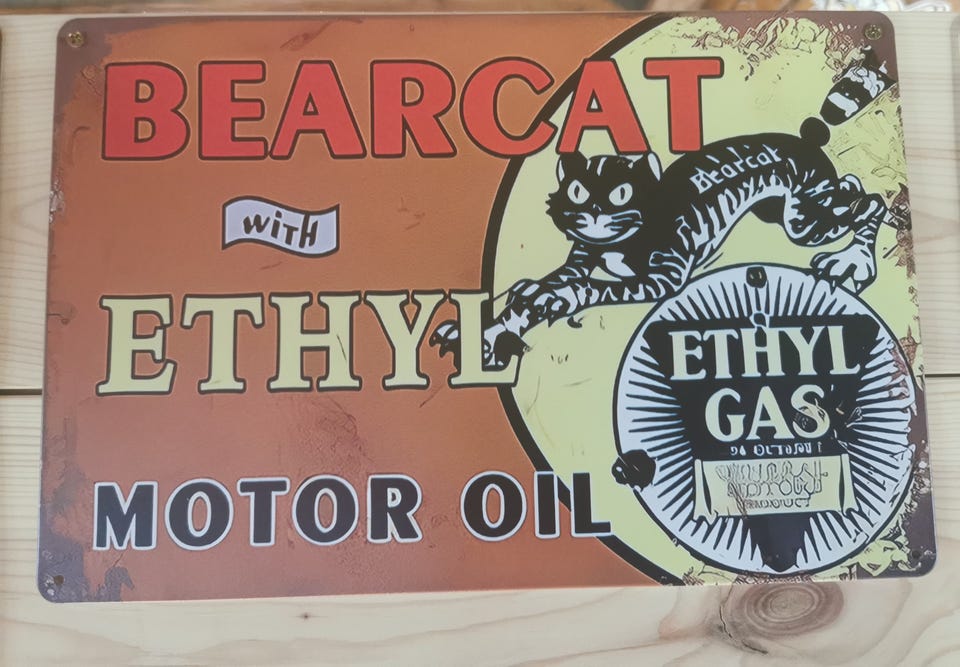 BEARCAT
WITH
ETHYL
MOTOR OIL
Bearcat
ETHYL
GAS